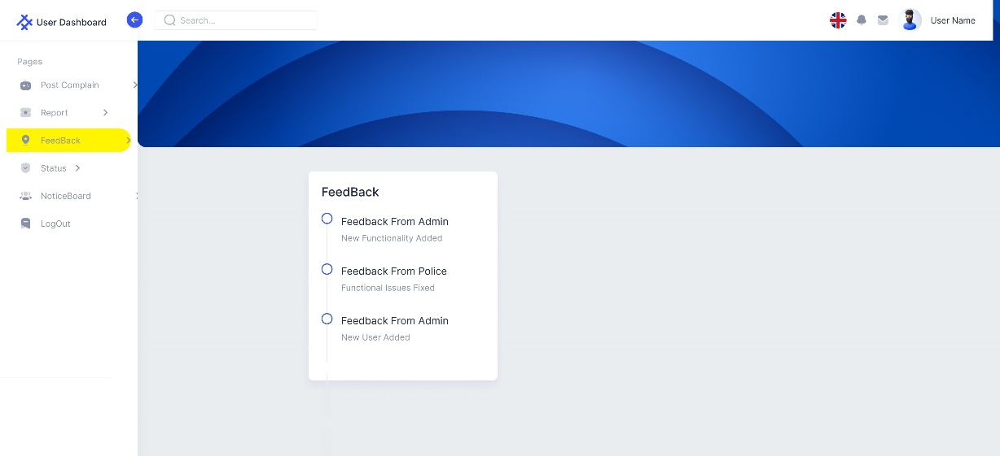 User Dashboard
Search...
User Name
Pages
Post Complain
Report
FeedBack
Status
NoticeBoard
LogOut
FeedBack
Feedback From Admin
New Functionality Added
Feedback From Police
Functional Issues Fixed
Feedback From Admin
New User Added